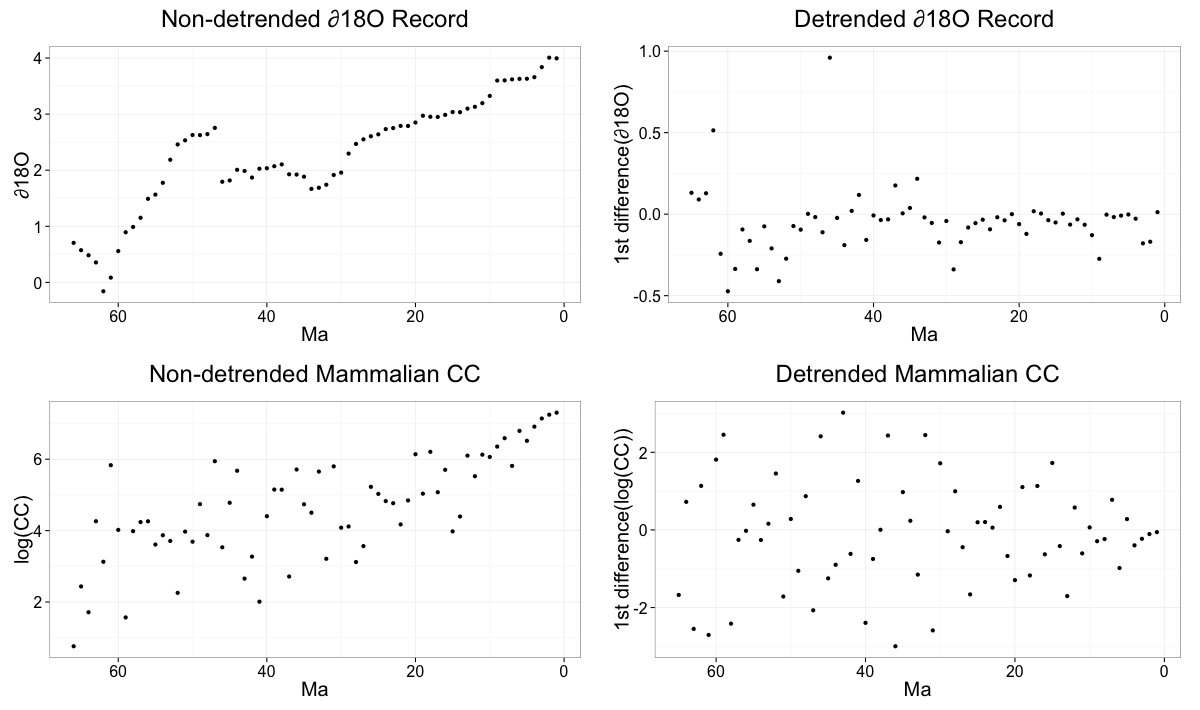 Non-detrended ∂18O Record
∂18O
4
3
2
1
0
60 40 20 0
Ma
Detrended ∂18O Record
1st difference(∂18O)
1.0
0.5
0.0
-0.5
60 40 20 0
Ma
Non-detrended Mammalian CC
log(CC)
6
4
2
60 40 20 0
Ma
Detrended Mammalian CC
1st difference(log(CC))
2
0
-2
60 40 20 0
Ma